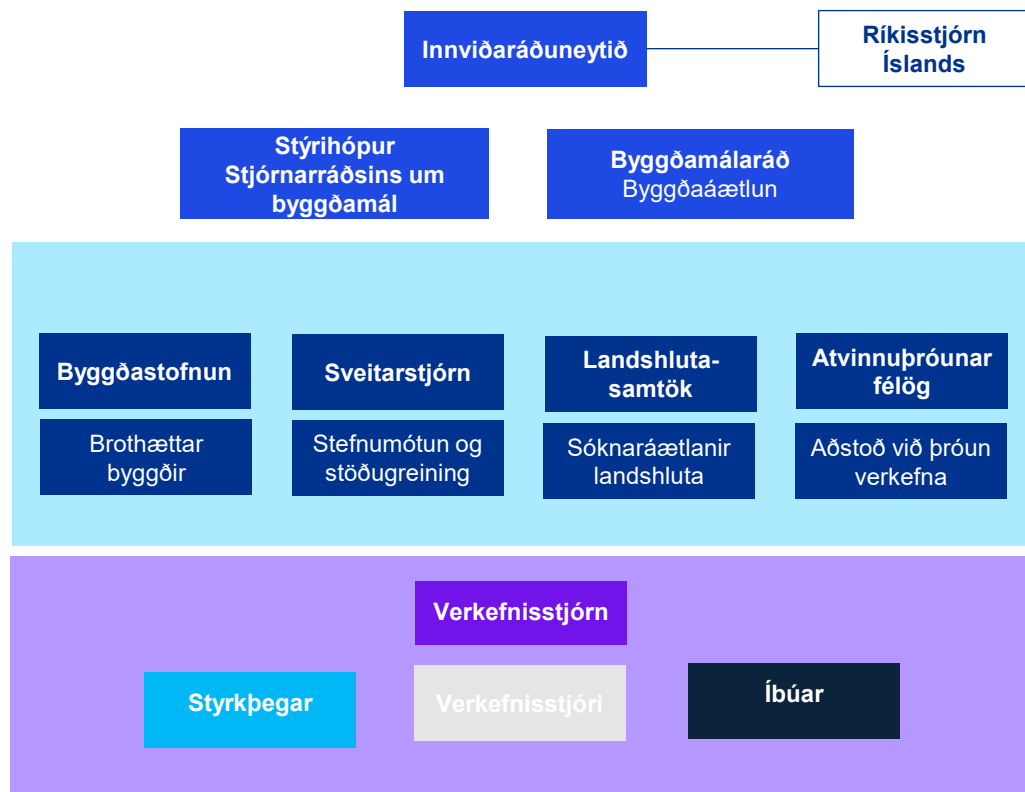 Innviðaráðuneytið
Ríkisstjórn
Íslands
Stýrihópur
Stjórnarráðsins um
byggðamál
Byggðamálaráð
Byggðaáætlun
Byggðastofnun
Sveitarstjórn
Landshluta-
samtök
Atvinnuþróunar
félög
Brothættar
byggðir
Stefnumótun og
stöðugreining
Sóknaráætlanir
landshluta
Aðstoð við þróun
verkefna
Verkefnisstjórn
Styrkþegar
Verkefnisstjóri
Íbúar